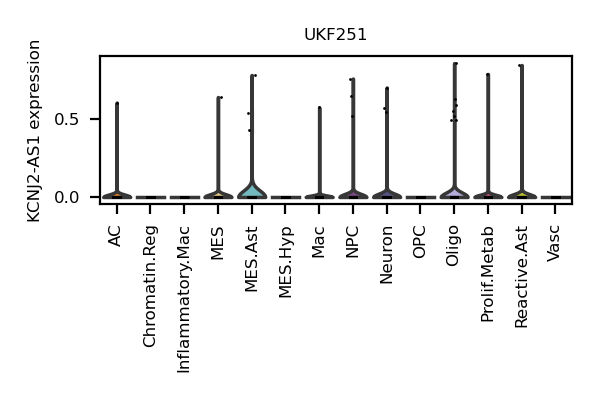 UKF251
KCNJ2-AS1 expression
0.5
0.0
AC
Chromatin.Reg
Inflammatory.Mac
MES
MES.Ast
MES.Hyp
Mac
NPC
Neuron
OPC
Oligo
Prolif.Metab
Reactive.Ast
Vasc